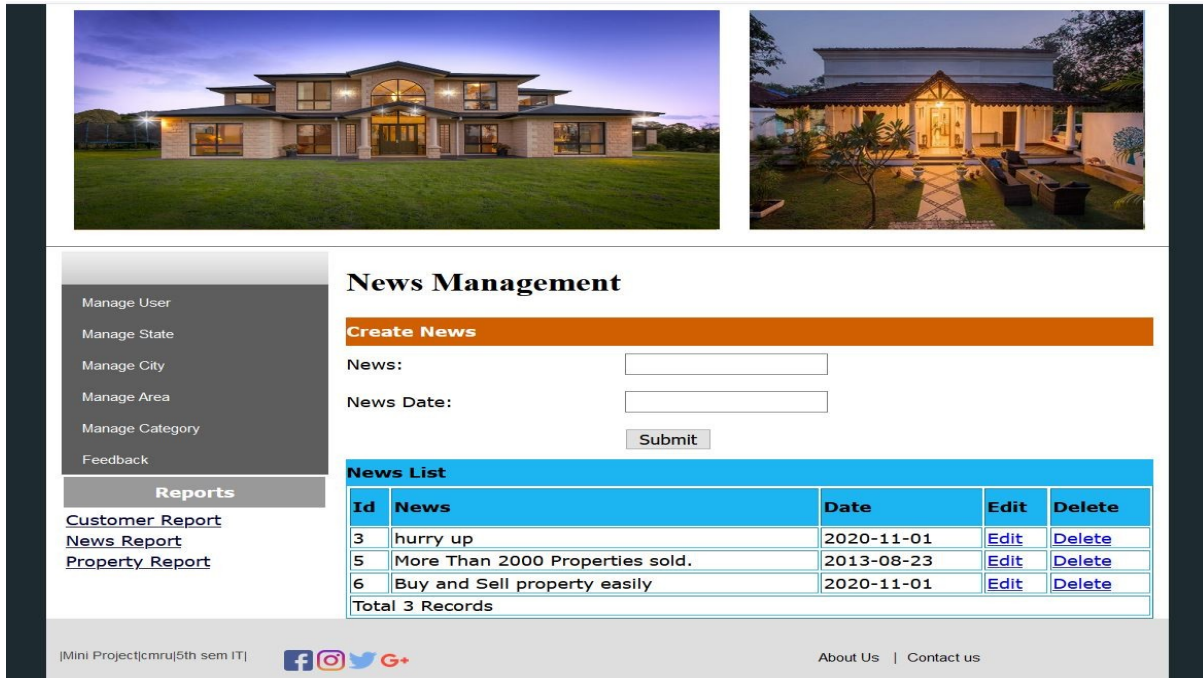 Manage User
Manage State
Manage City
Manage Area
Manage Category
Feedback
Reports
Customer Report
News Report
Property Report
News Management
Create News
News:
News Date:
Submit
News List
Id News Date Edit Delete
3 hurry up 2020-11-01 Edit Delete
5 More Than 2000 Properties sold. 2013-08-23 Edit Delete
6 Buy and Sell property easily 2020-11-01 Edit Delete
Total 3 Records
|Mini Project|cmru|5th sem IT| G+ About Us | Contact us